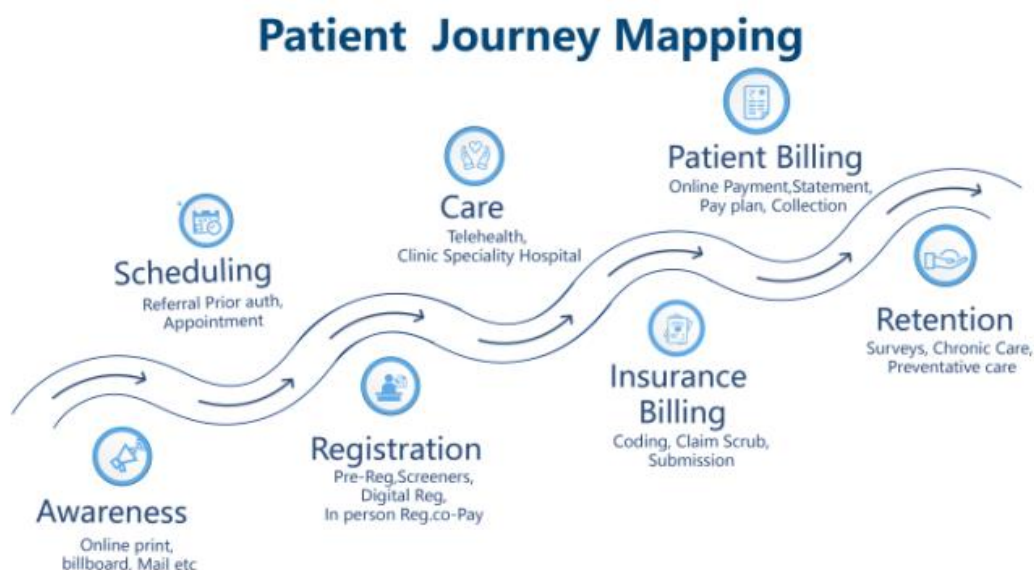 Patient Journey Mapping
Awareness
Online print,
billboard, Mail etc
Scheduling
Referral Prior auth,
Appointment
Registration
Pre-Reg,Screeners,
Digital Reg,
In person Reg.co-Pay
Care
Telehealth,
Clinic Speciality Hospital
Insurance
Billing
Coding, Claim Scrub,
Submission
Patient Billing
Online Payment,Statement,
Pay plan, Collection
Retention
Surveys, Chronic Care,
Preventative care